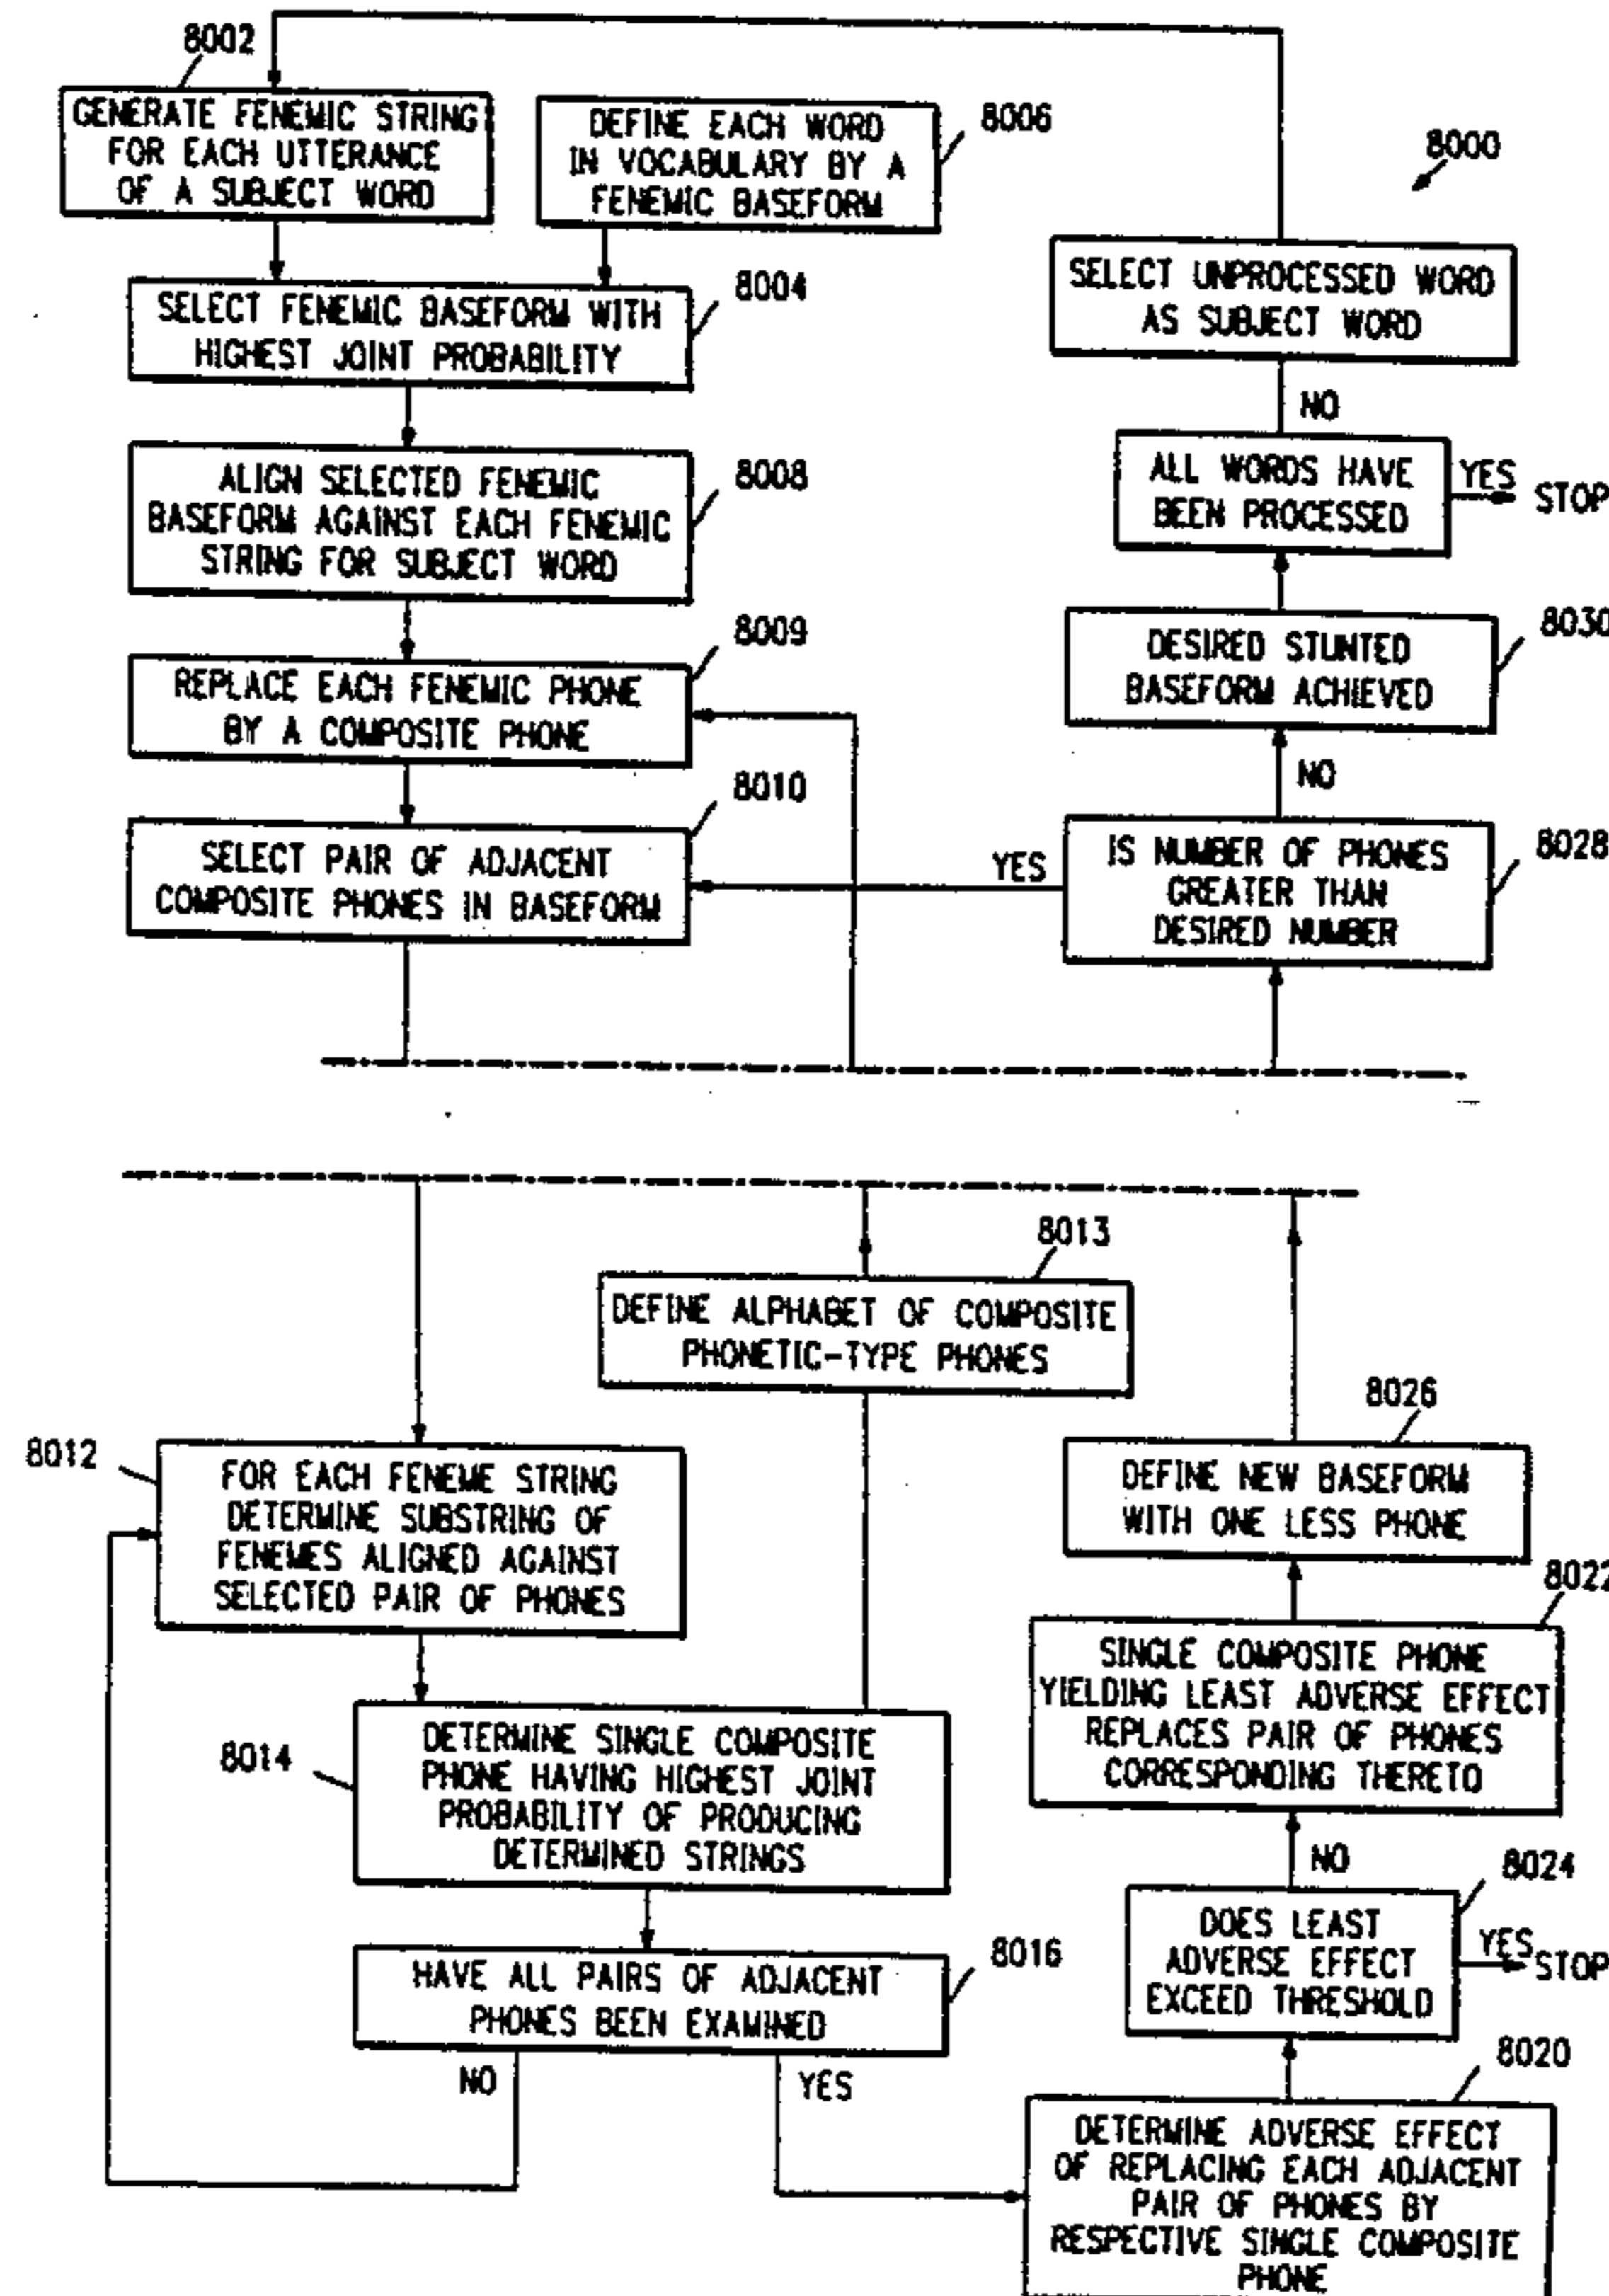 8002
GENERATE FENEMIC STRING
FOR EACH UTTERANCE
OF A SUBJECT WORD
DEFINE EACH WORD
IN VOCABULARY BY A
FENEMIC BASEFORM
8006
8000
SELECT FENEMIC BASEFORM WITH
HIGHEST JOINT PROBABILITY
8004
SELECT UNPROCESSED WORD
AS SUBJECT WORD
NO
ALL WORDS HAVE
BEEN PROCESSED
YES
STOP
ALIGN SELECTED FENEMIC
BASEFORM AGAINST EACH FENEMIC
STRING FOR SUBJECT WORD
8008
REPLACE EACH FENEMIC PHONE
BY A COMPOSITE PHONE
8009
DESIRED STUNTED
BASEFORM ACHIEVED
8030
NO
SELECT PAIR OF ADJACENT
COMPOSITE PHONES IN BASEFORM
8010
YES
IS NUMBER OF PHONES
GREATER THAN
DESIRED NUMBER
8028
8013
DEFINE ALPHABET OF COMPOSITE
PHONETIC-TYPE PHONES
8012
FOR EACH FENEME STRING
DETERMINE SUBSTRING OF
FENEMES ALIGNED AGAINST
SELECTED PAIR OF PHONES
8026
DEFINE NEW BASEFORM
WITH ONE LESS PHONE
8022
SINGLE COMPOSITE PHONE
YIELDING LEAST ADVERSE EFFECT
REPLACES PAIR OF PHONES
CORRESPONDING THERETO
8014
DETERMINE SINGLE COMPOSITE
PHONE HAVING HIGHEST JOINT
PROBABILITY OF PRODUCING
DETERMINED STRINGS
NO
8024
DOES LEAST
ADVERSE EFFECT
EXCEED THRESHOLD
YES
STOP
HAVE ALL PAIRS OF ADJACENT
PHONES BEEN EXAMINED
8016
NO
YES
8020
DETERMINE ADVERSE EFFECT
OF REPLACING EACH ADJACENT
PAIR OF PHONES BY
RESPECTIVE SINGLE COMPOSITE
PHONE